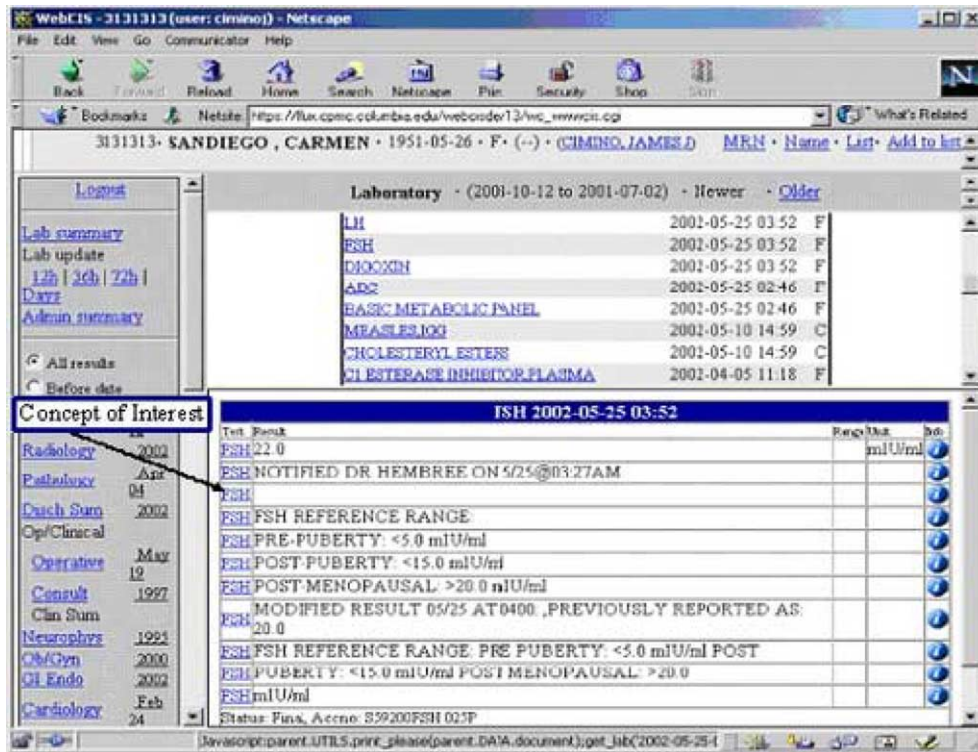 WebCIS - 3131313 (user: ciminoj) - Netscape
File Edit View Go Communicator Help
Back Forward Reload Home Search Netscape Print Security Shop Stop
Bookmarks Netsite: https://flux.cpmc.columbia.edu/webcisdev13/wc_wwwcis.cgi What's Related
3131313 · SANDIEGO , CARMEN · 1951-05-26 · F · (--) · (CIMINO, JAMES J) MRN · Name · List · Add to list
Logout
Laboratory · (2001-10-12 to 2001-07-02) · Newer · Older
Lab summary
Lab update
12h | 36h | 72h |
Days
Admin summary
All results
Before date
LH 2002-05-25 03:52 F
FSH 2002-05-25 03:52 F
DIGOXIN 2002-05-25 03:52 F
BASIC METABOLIC PANEL 2002-05-25 02:46 F
MEASLES,IGG 2002-05-10 14:59 C
CHOLESTERYL ESTERS 2002-05-10 14:59 C
C1 ESTERASE INHIBITOR,PLASMA 2002-04-05 11:18 F
Concept of Interest
Radiology 2002
Pathology Apr 04
Dsch Sum 2002
Op/Clinical
Operative May 19
Consult 1997
Clin Sum
Neurophys 1995
Ob/Gyn 2000
GI Endo 2002
Cardiology Feb 24
FSH 2002-05-25 03:52
Test Result Range Unit Info
FSH 22.0 mIU/ml
FSH NOTIFIED DR HEMBREE ON 5/25@03:27AM
FSH
FSH FSH REFERENCE RANGE:
FSH PRE-PUBERTY: <5.0 mIU/ml
FSH POST-PUBERTY: <15.0 mIU/ml
FSH POST-MENOPAUSAL: >20.0 mIU/ml
FSH MODIFIED RESULT 05/25 AT 0400: ,PREVIOUSLY REPORTED AS:
20.0
FSH FSH REFERENCE RANGE: PRE PUBERTY: <5.0 mIU/ml POST
FSH PUBERTY: <15.0 mIU/ml POST MENOPAUSAL: >20.0
FSH mIU/ml
Status: Final, Accno: S59200FSH 025P
Javascript:parent.UTILS.print_please(parent.DATA.document);get_lab('2002-05-25-